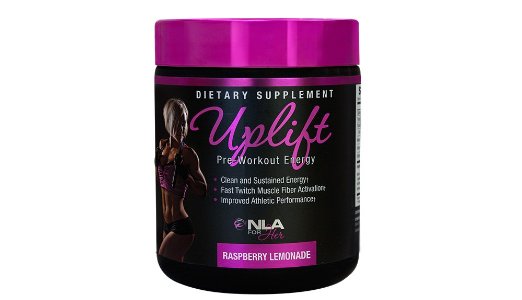 DIETARY SUPPLEMENT
Uplift
Pre-Workout Energy
• Clean and Sustained Energy†
• Fast Twitch Muscle Fiber Activation†
• Improved Athletic Performance†
NLA
FOR Her
RASPBERRY LEMONADE